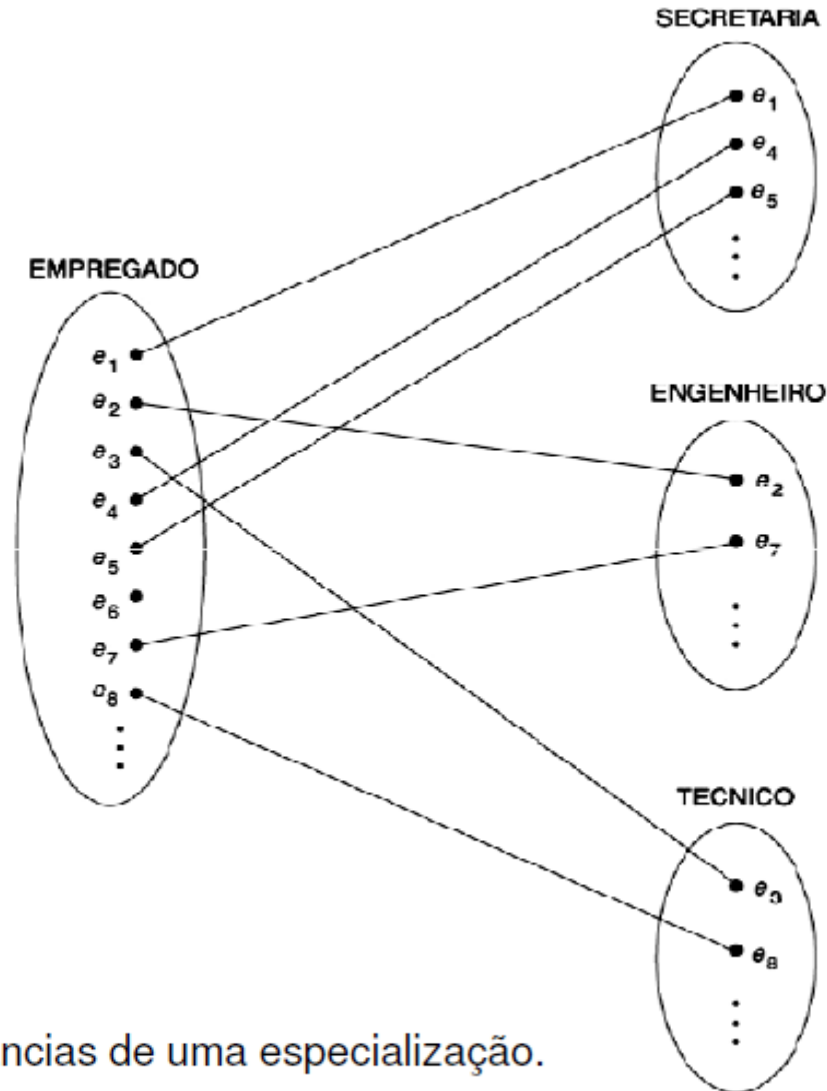 SECRETARIA
e1
e4
e5
EMPREGADO
e1
e2
e3
e4
e5
e6
e7
e8
ENGENHEIRO
e2
e7
TECNICO
e3
e8
ncias de uma especialização.